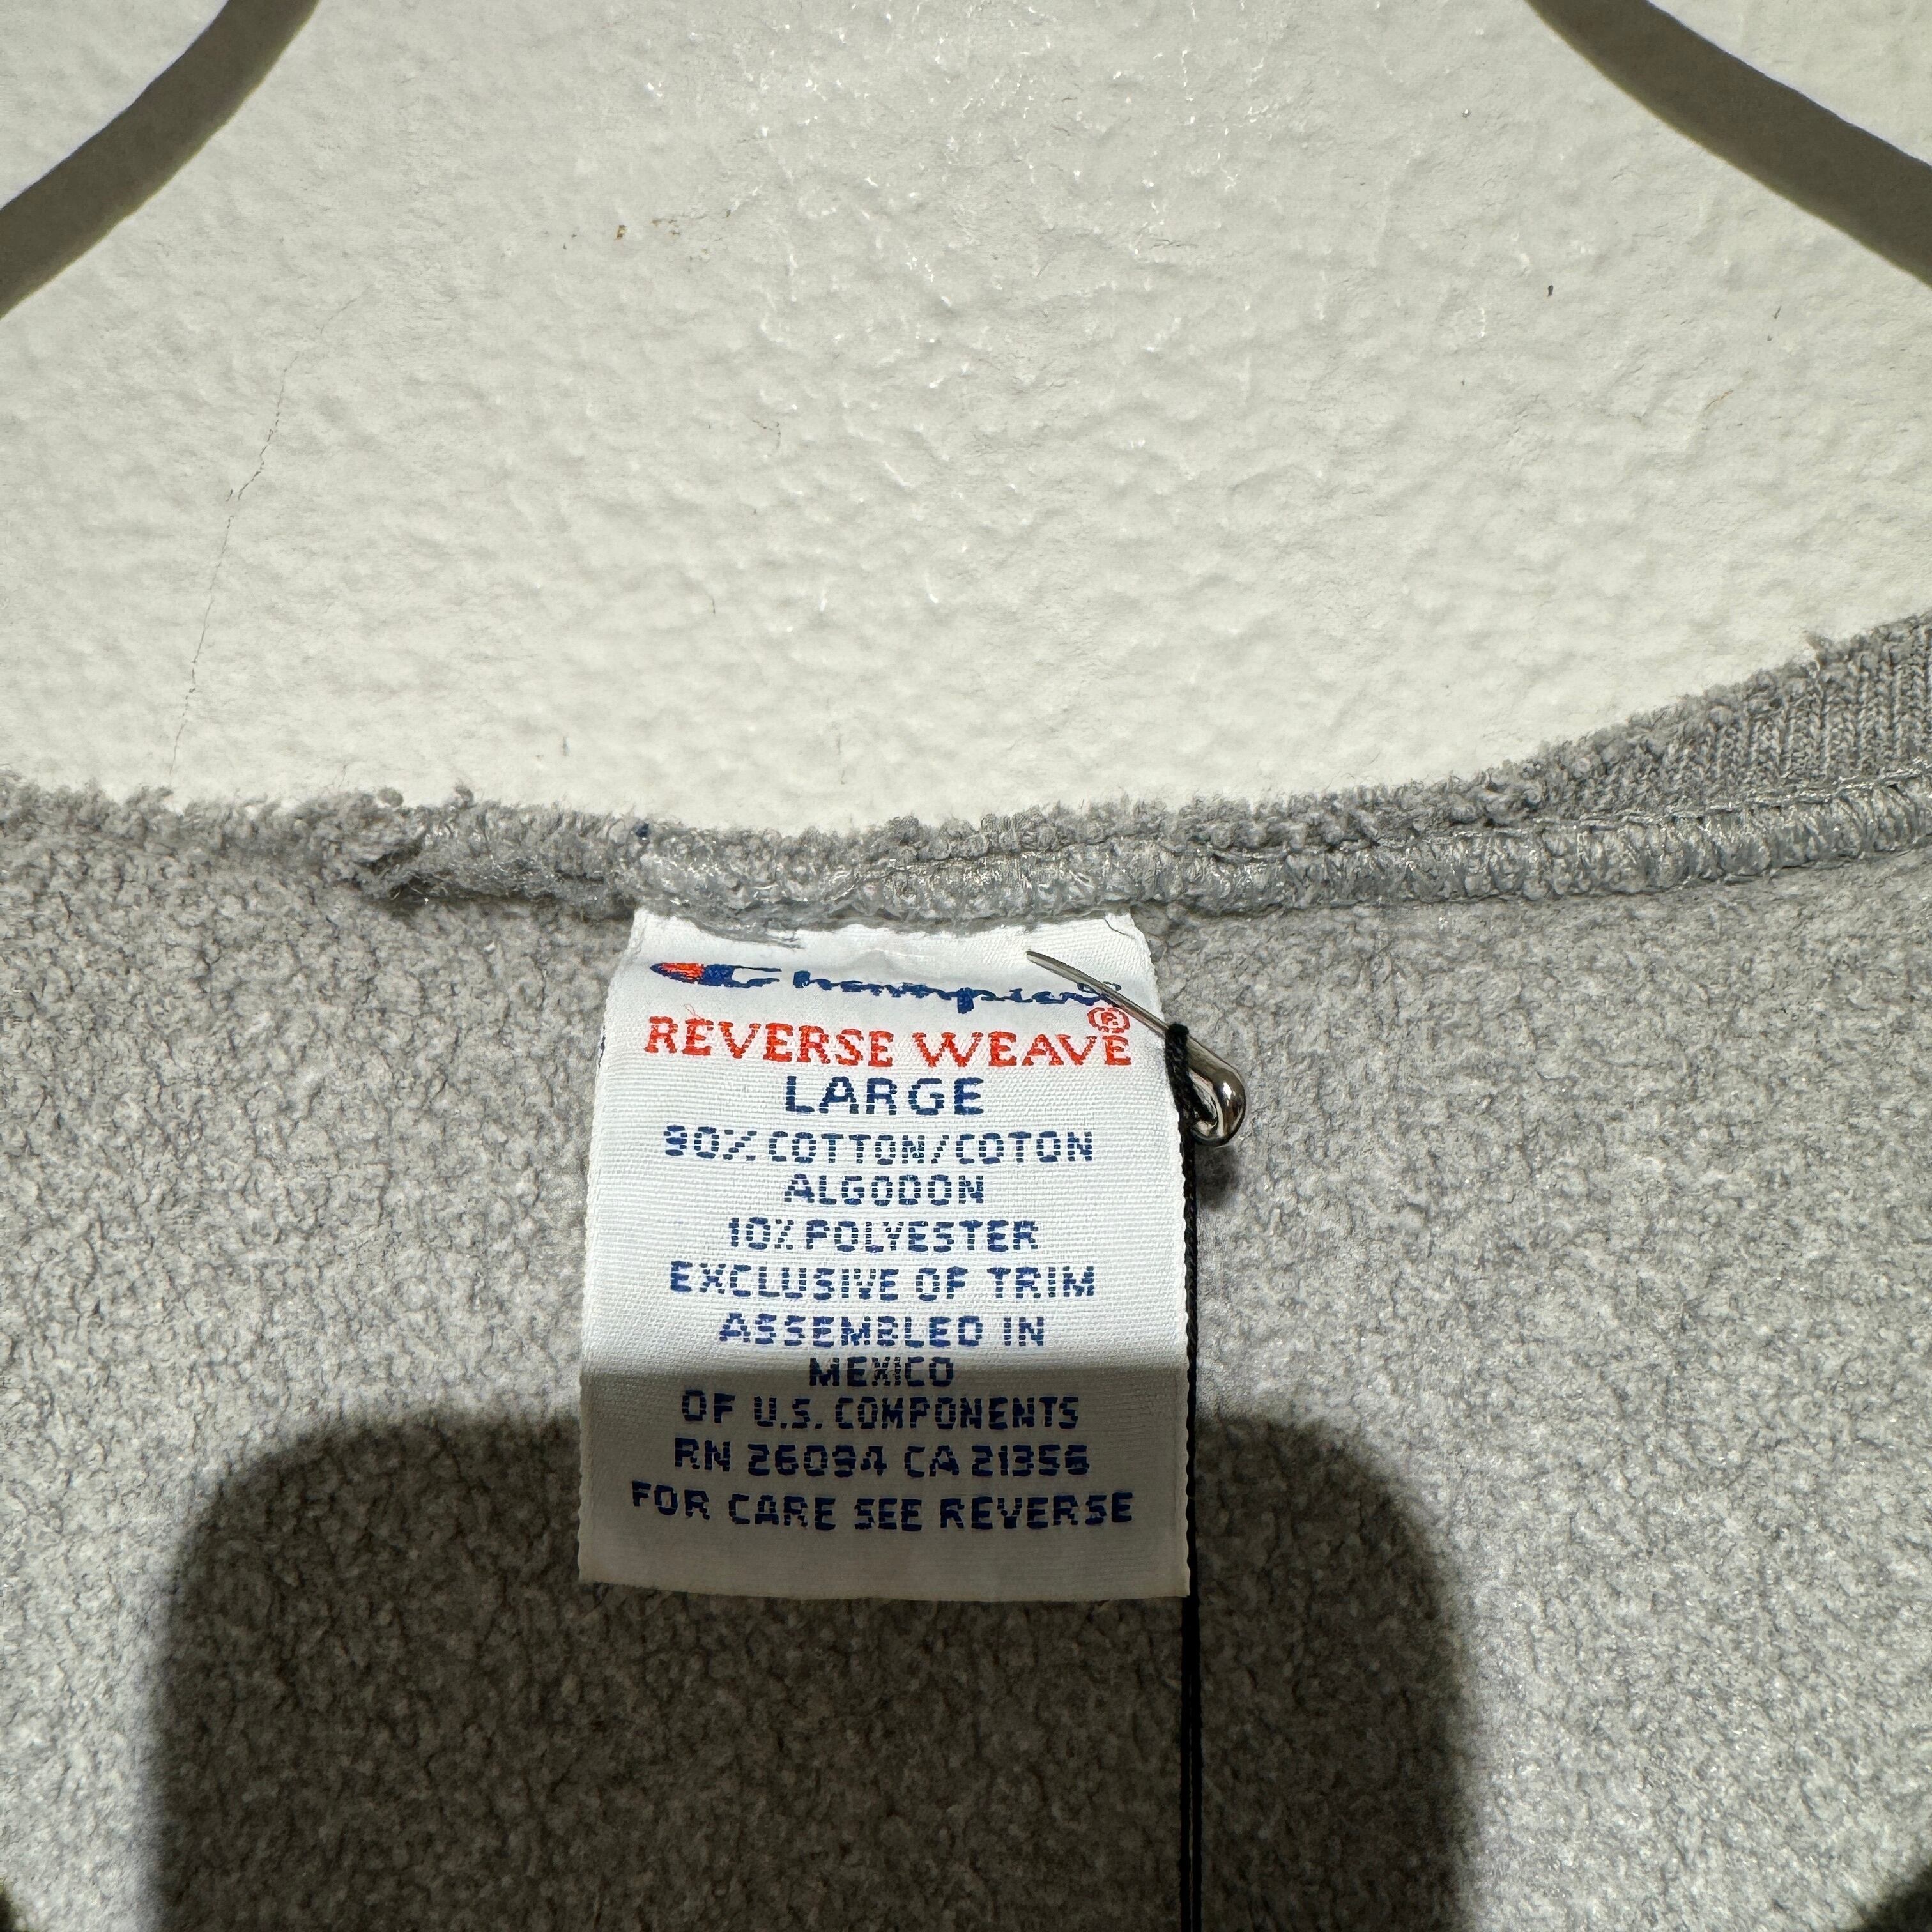 Champion
REVERSE WEAVE®
LARGE
90% COTTON/COTON
ALGODON
10% POLYESTER
EXCLUSIVE OF TRIM
ASSEMBLED IN
MEXICO
OF U.S. COMPONENTS
RN 26094 CA 21356
FOR CARE SEE REVERSE